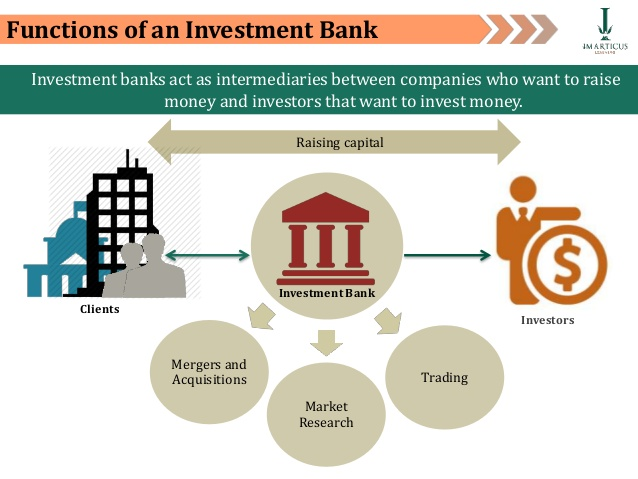 Functions of an Investment Bank
IMARTICUS
LEARNING
Investment banks act as intermediaries between companies who want to raise
money and investors that want to invest money.
Raising capital
Investment Bank
Clients
Investors
$
Mergers and
Acquisitions
Market
Research
Trading